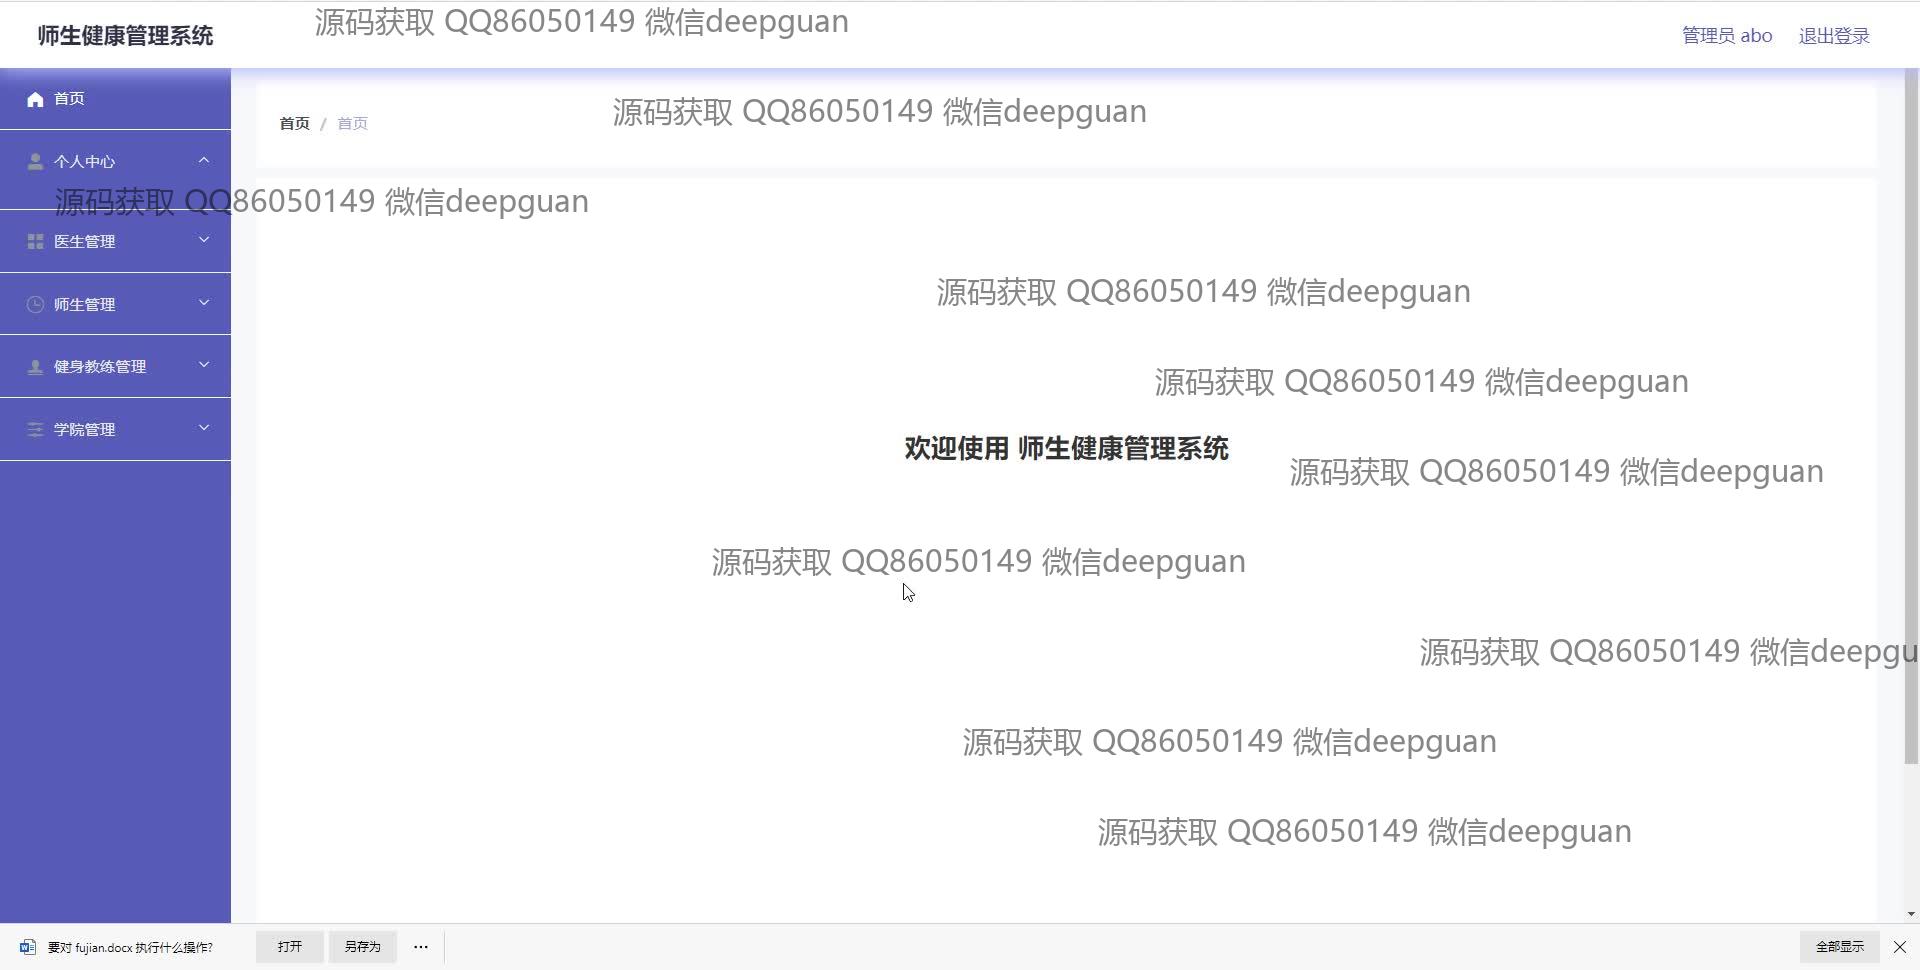 源码获取 QQ86050149 微信deepguan
师生健康管理系统
管理员 abo
退出登录
首页
首页 / 首页
源码获取 QQ86050149 微信deepguan
个人中心
源码获取 QQ86050149 微信deepguan
医生管理
源码获取 QQ86050149 微信deepguan
师生管理
健身教练管理
源码获取 QQ86050149 微信deepguan
学院管理
欢迎使用 师生健康管理系统
源码获取 QQ86050149 微信deepguan
源码获取 QQ86050149 微信deepguan
源码获取 QQ86050149 微信deepgu
源码获取 QQ86050149 微信deepguan
源码获取 QQ86050149 微信deepguan
要对 fujian.docx 执行什么操作?
打开
另存为
···
全部显示